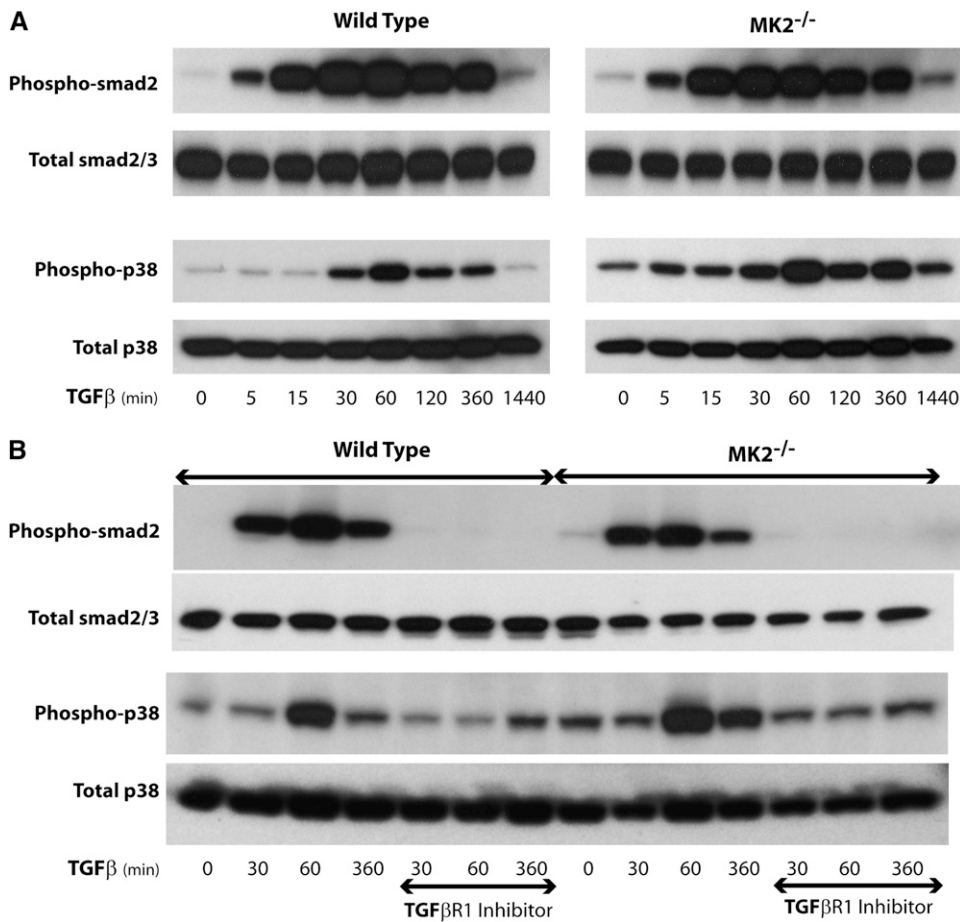 A
Wild Type
MK2-/-
Phospho-smad2
Total smad2/3
Phospho-p38
Total p38
TGFβ (min) 0 5 15 30 60 120 360 1440 0 5 15 30 60 120 360 1440
B
Wild Type
MK2-/-
Phospho-smad2
Total smad2/3
Phospho-p38
Total p38
TGFβ (min) 0 30 60 360 30 60 360 0 30 60 360 30 60 360
TGFβR1 Inhibitor
TGFβR1 Inhibitor